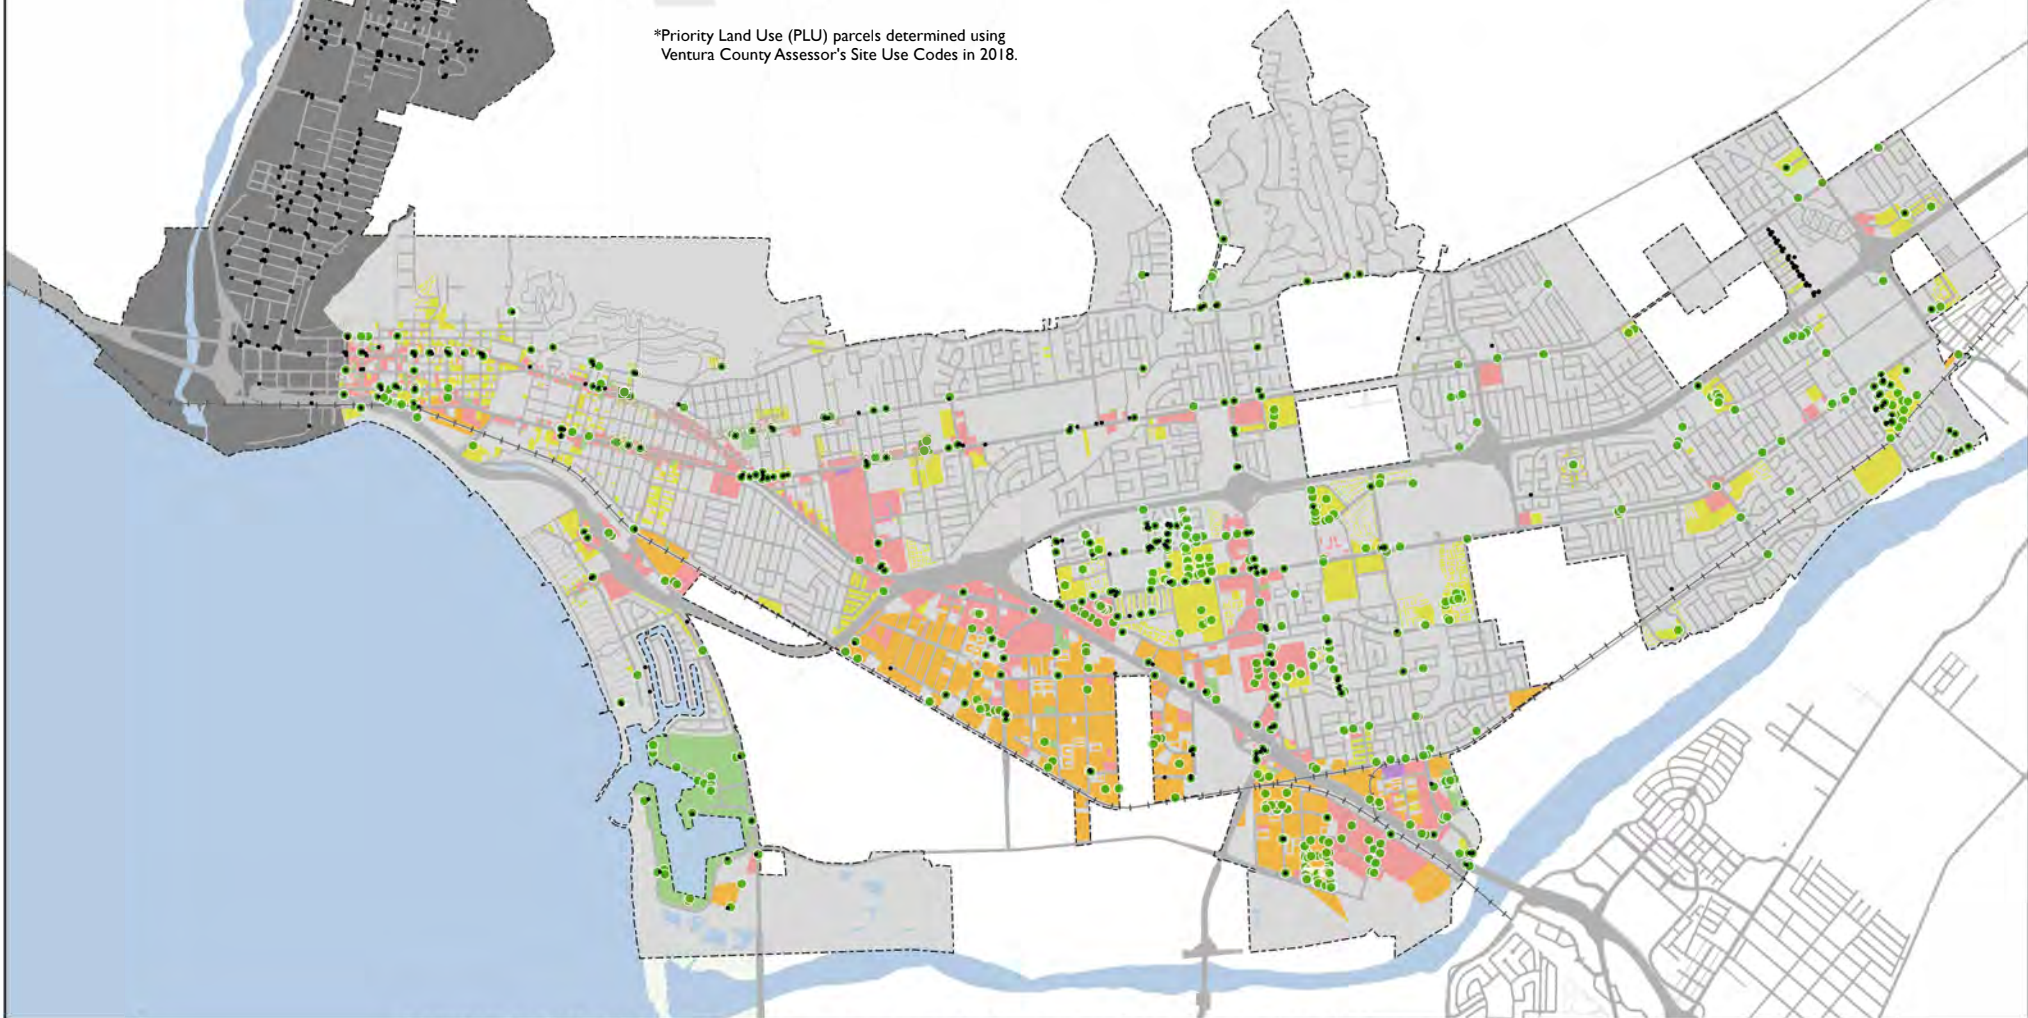 *Priority Land Use (PLU) parcels determined using
Ventura County Assessor's Site Use Codes in 2018.